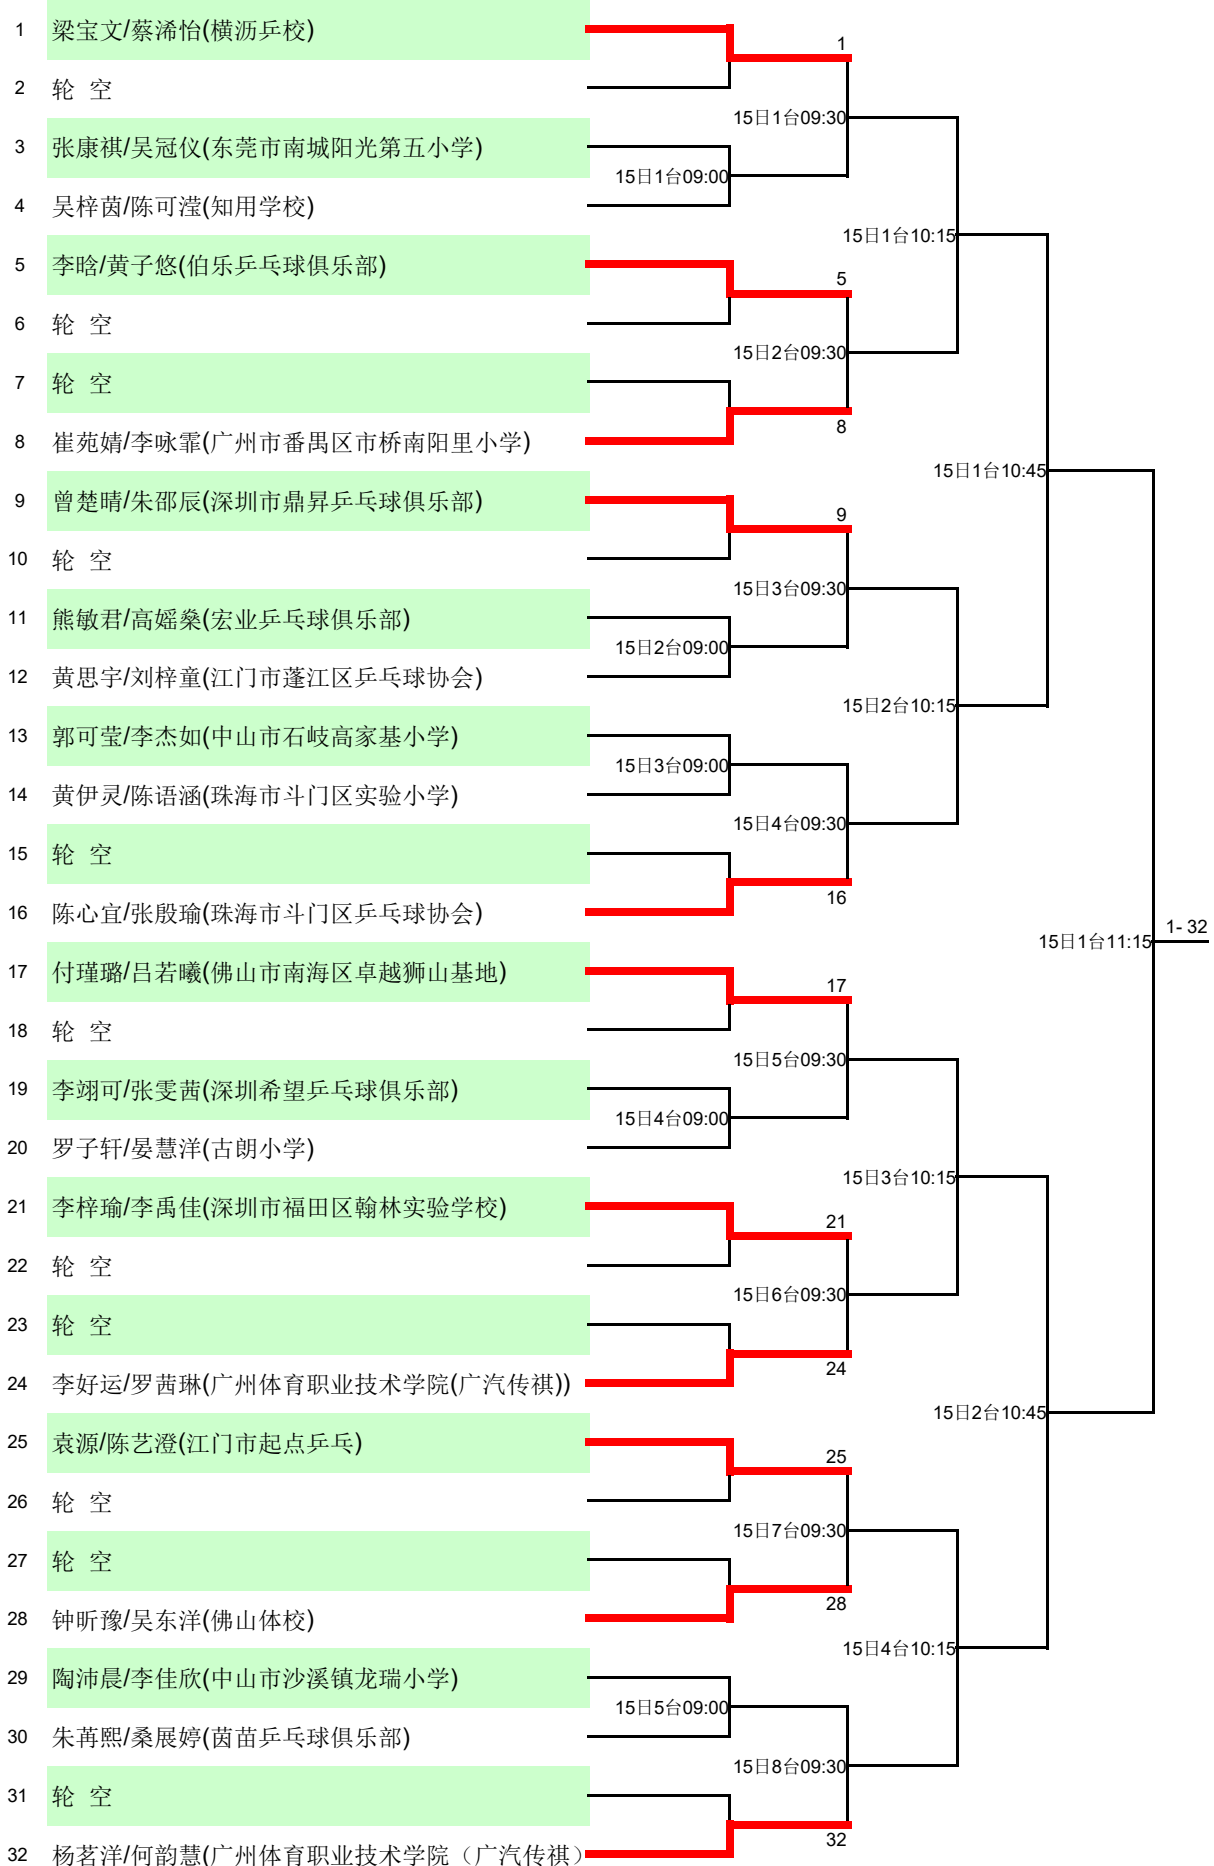 1 梁宝文/蔡浠怡(横沥乒校)
1
2 轮 空
15日1台09:30
3 张康祺/吴冠仪(东莞市南城阳光第五小学)
15日1台09:00
4 吴梓茵/陈可滢(知用学校)
15日1台10:15
5 李晗/黄子悠(伯乐乒乓球俱乐部)
5
6 轮 空
15日2台09:30
7 轮 空
8
8 崔苑婧/李咏霏(广州市番禺区市桥南阳里小学)
15日1台10:45
9 曾楚晴/朱邵辰(深圳市鼎昇乒乓球俱乐部)
9
10 轮 空
15日3台09:30
11 熊敏君/高媱燊(宏业乒乓球俱乐部)
15日2台09:00
12 黄思宇/刘梓童(江门市蓬江区乒乓球协会)
15日2台10:15
13 郭可莹/李杰如(中山市石岐高家基小学)
15日3台09:00
14 黄伊灵/陈语涵(珠海市斗门区实验小学)
15日4台09:30
15 轮 空
16
16 陈心宜/张殷瑜(珠海市斗门区乒乓球协会)
1- 32
15日1台11:15
17 付瑾璐/吕若曦(佛山市南海区卓越狮山基地)
17
18 轮 空
15日5台09:30
19 李翊可/张雯茜(深圳希望乒乓球俱乐部)
15日4台09:00
20 罗子轩/晏慧洋(古朗小学)
15日3台10:15
21 李梓瑜/李禹佳(深圳市福田区翰林实验学校)
21
22 轮 空
15日6台09:30
23 轮 空
24
24 李好运/罗茜琳(广州体育职业技术学院(广汽传祺))
15日2台10:45
25 袁源/陈艺澄(江门市起点乒乓)
25
26 轮 空
15日7台09:30
27 轮 空
28
28 钟昕豫/吴东洋(佛山体校)
15日4台10:15
29 陶沛晨/李佳欣(中山市沙溪镇龙瑞小学)
15日5台09:00
30 朱苒熙/桑展婷(茵苗乒乓球俱乐部)
15日8台09:30
31 轮 空
32
32 杨茗洋/何韵慧(广州体育职业技术学院（广汽传祺）